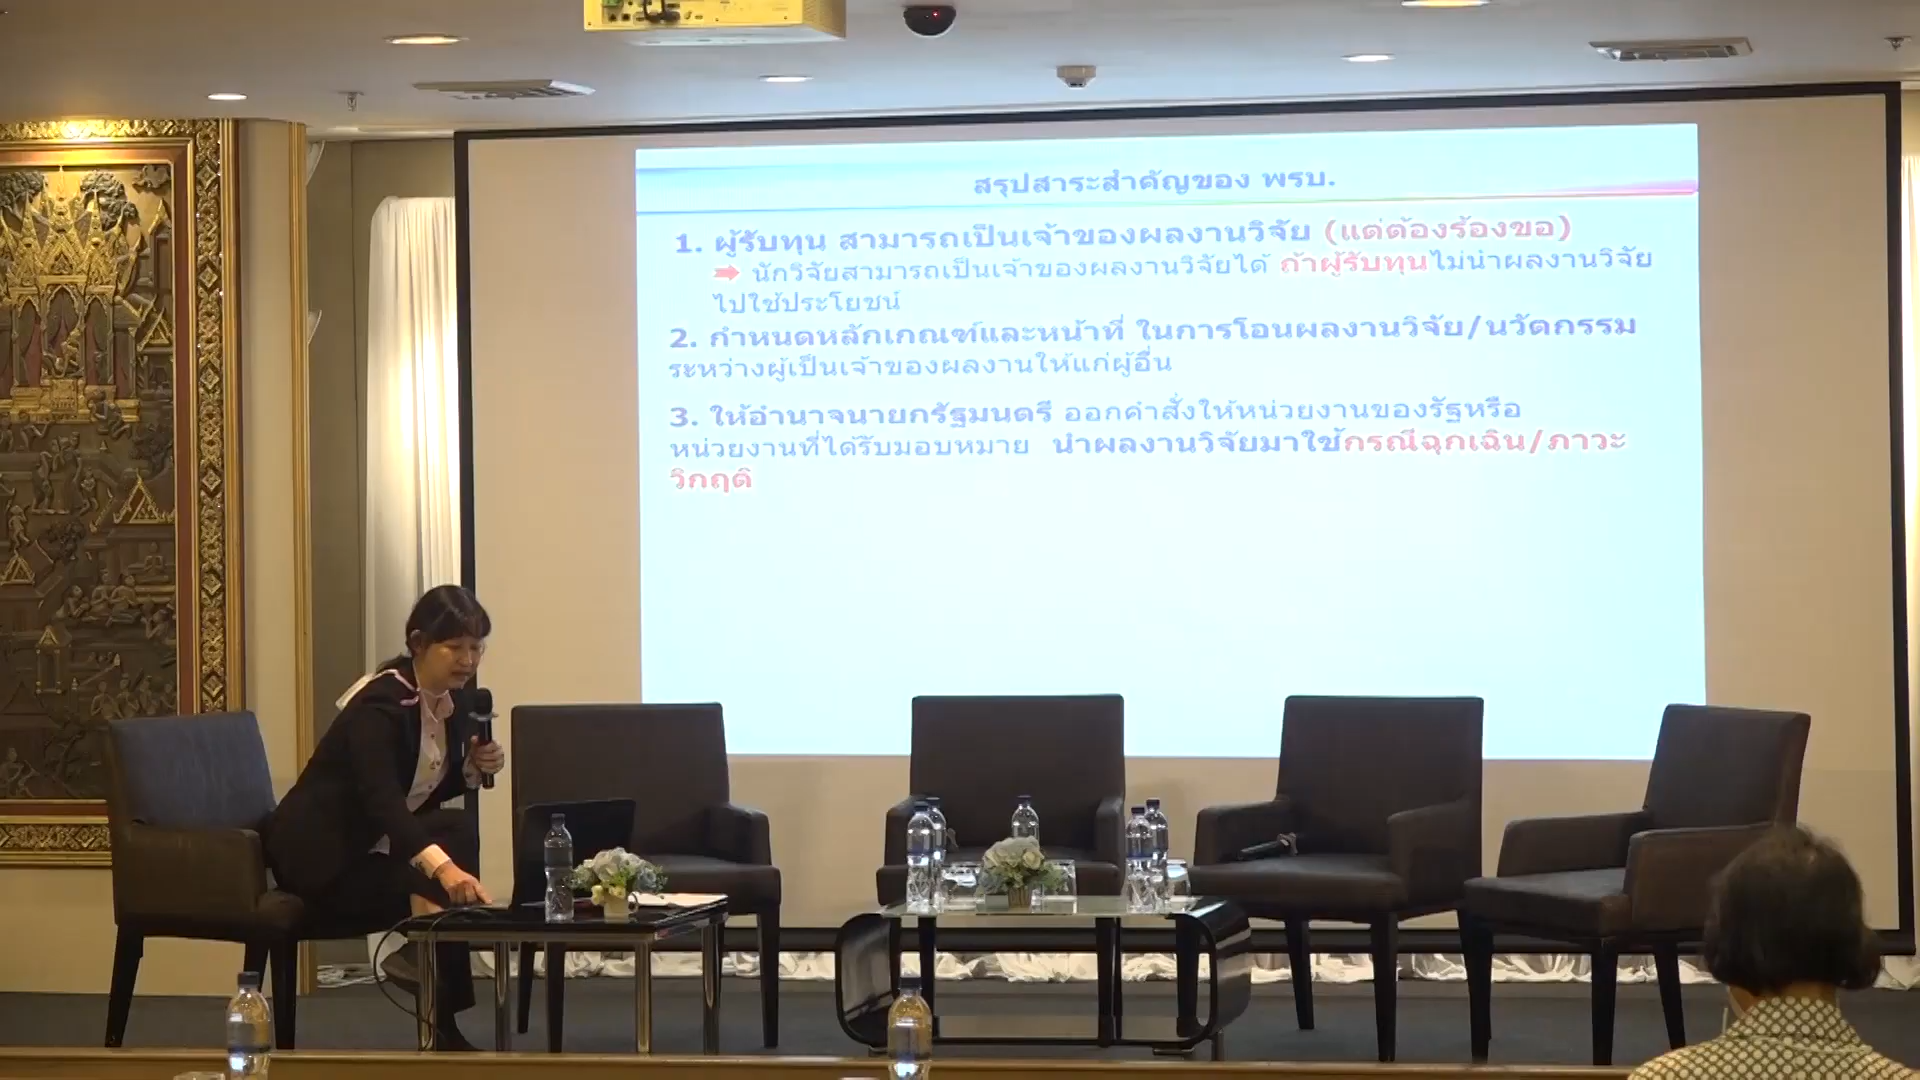 สรุปสาระสำคัญของ พรบ.
1. ผู้รับทุน สามารถเป็นเจ้าของผลงานวิจัย (แต่ต้องร้องขอ)
➡ นักวิจัยสามารถเป็นเจ้าของผลงานวิจัยได้ ถ้าผู้รับทุนไม่นำผลงานวิจัย
ไปใช้ประโยชน์
2. กำหนดหลักเกณฑ์และหน้าที่ ในการโอนผลงานวิจัย/นวัตกรรม
ระหว่างผู้เป็นเจ้าของผลงานให้แก่ผู้อื่น
3. ให้อำนาจนายกรัฐมนตรี ออกคำสั่งให้หน่วยงานของรัฐหรือ
หน่วยงานที่ได้รับมอบหมาย นำผลงานวิจัยมาใช้กรณีฉุกเฉิน/ภาวะ
วิกฤติ